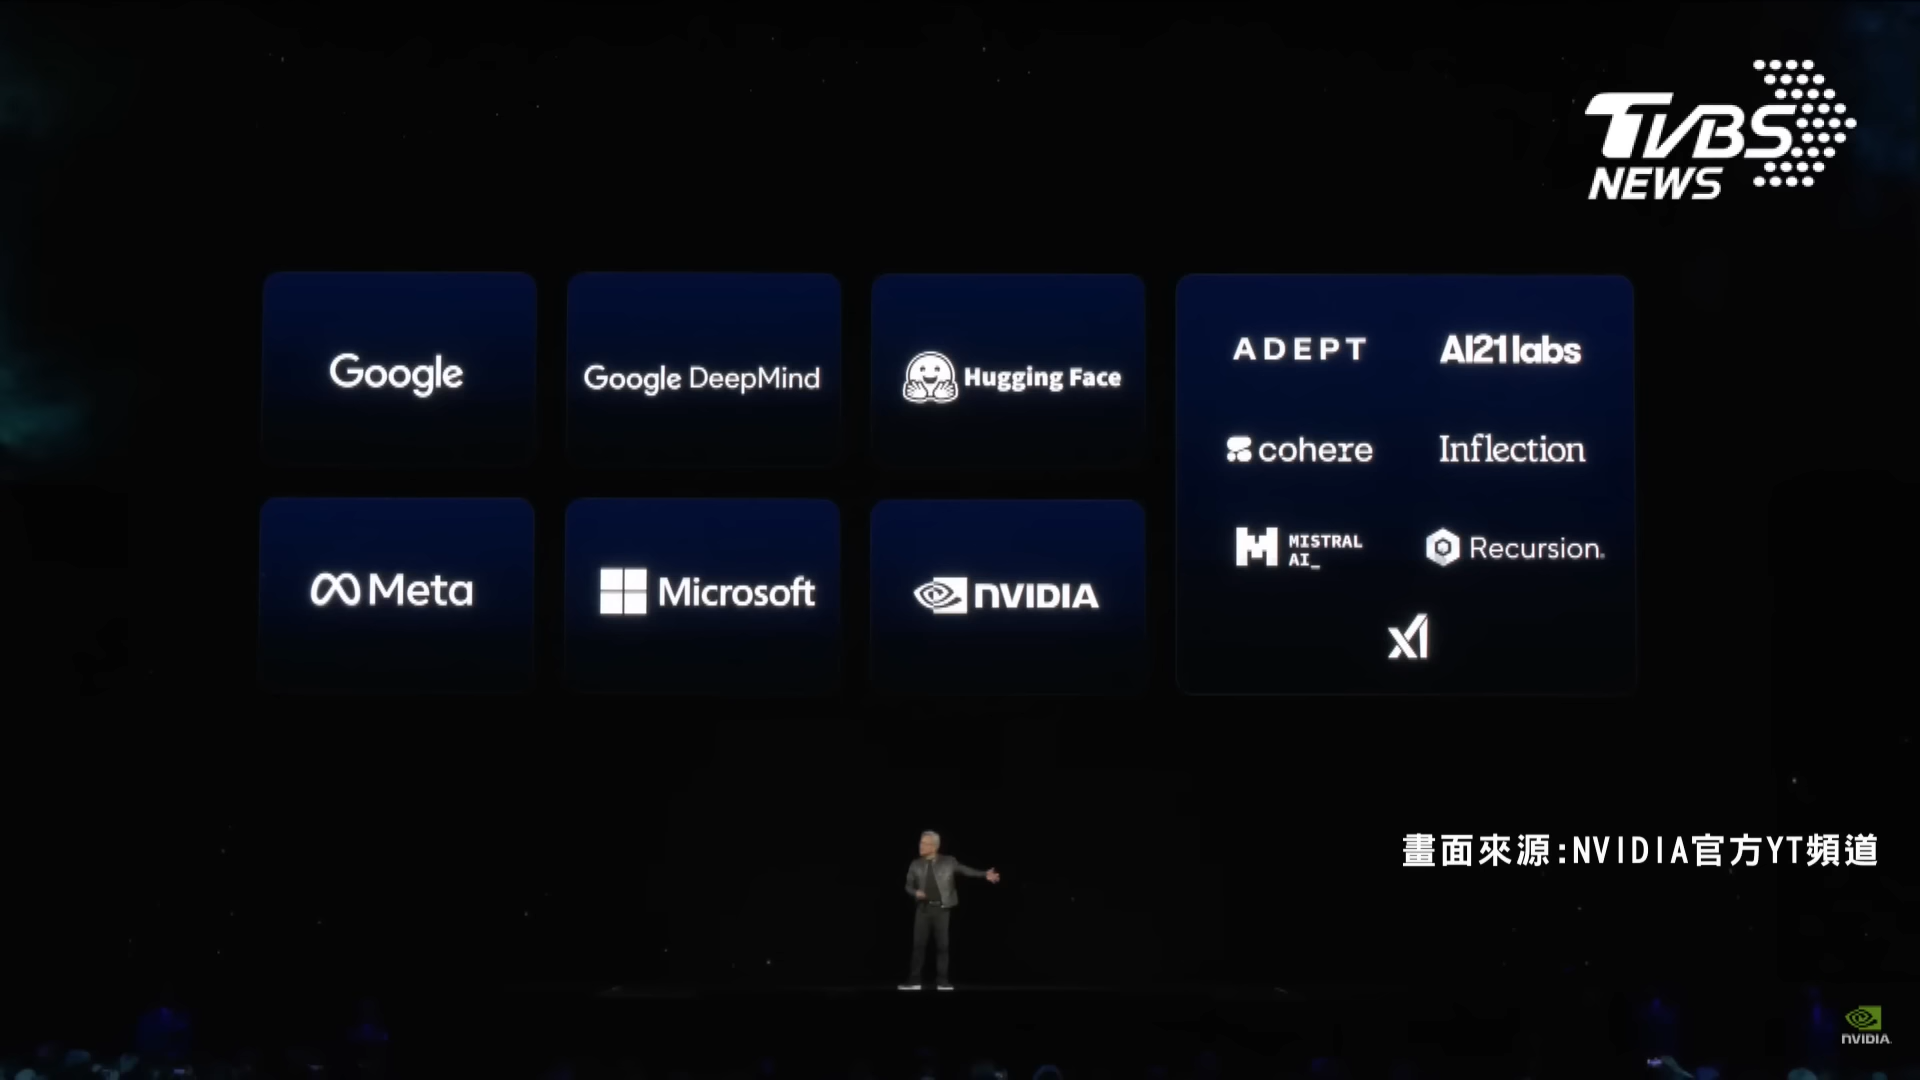 TVBS
NEWS
Google
Google DeepMind
Hugging Face
ADEPT
AI21labs
cohere
Inflection
Meta
Microsoft
NVIDIA
MISTRAL
AI_
Recursion.
xI
畫面來源:NVIDIA官方YT頻道
NVIDIA.